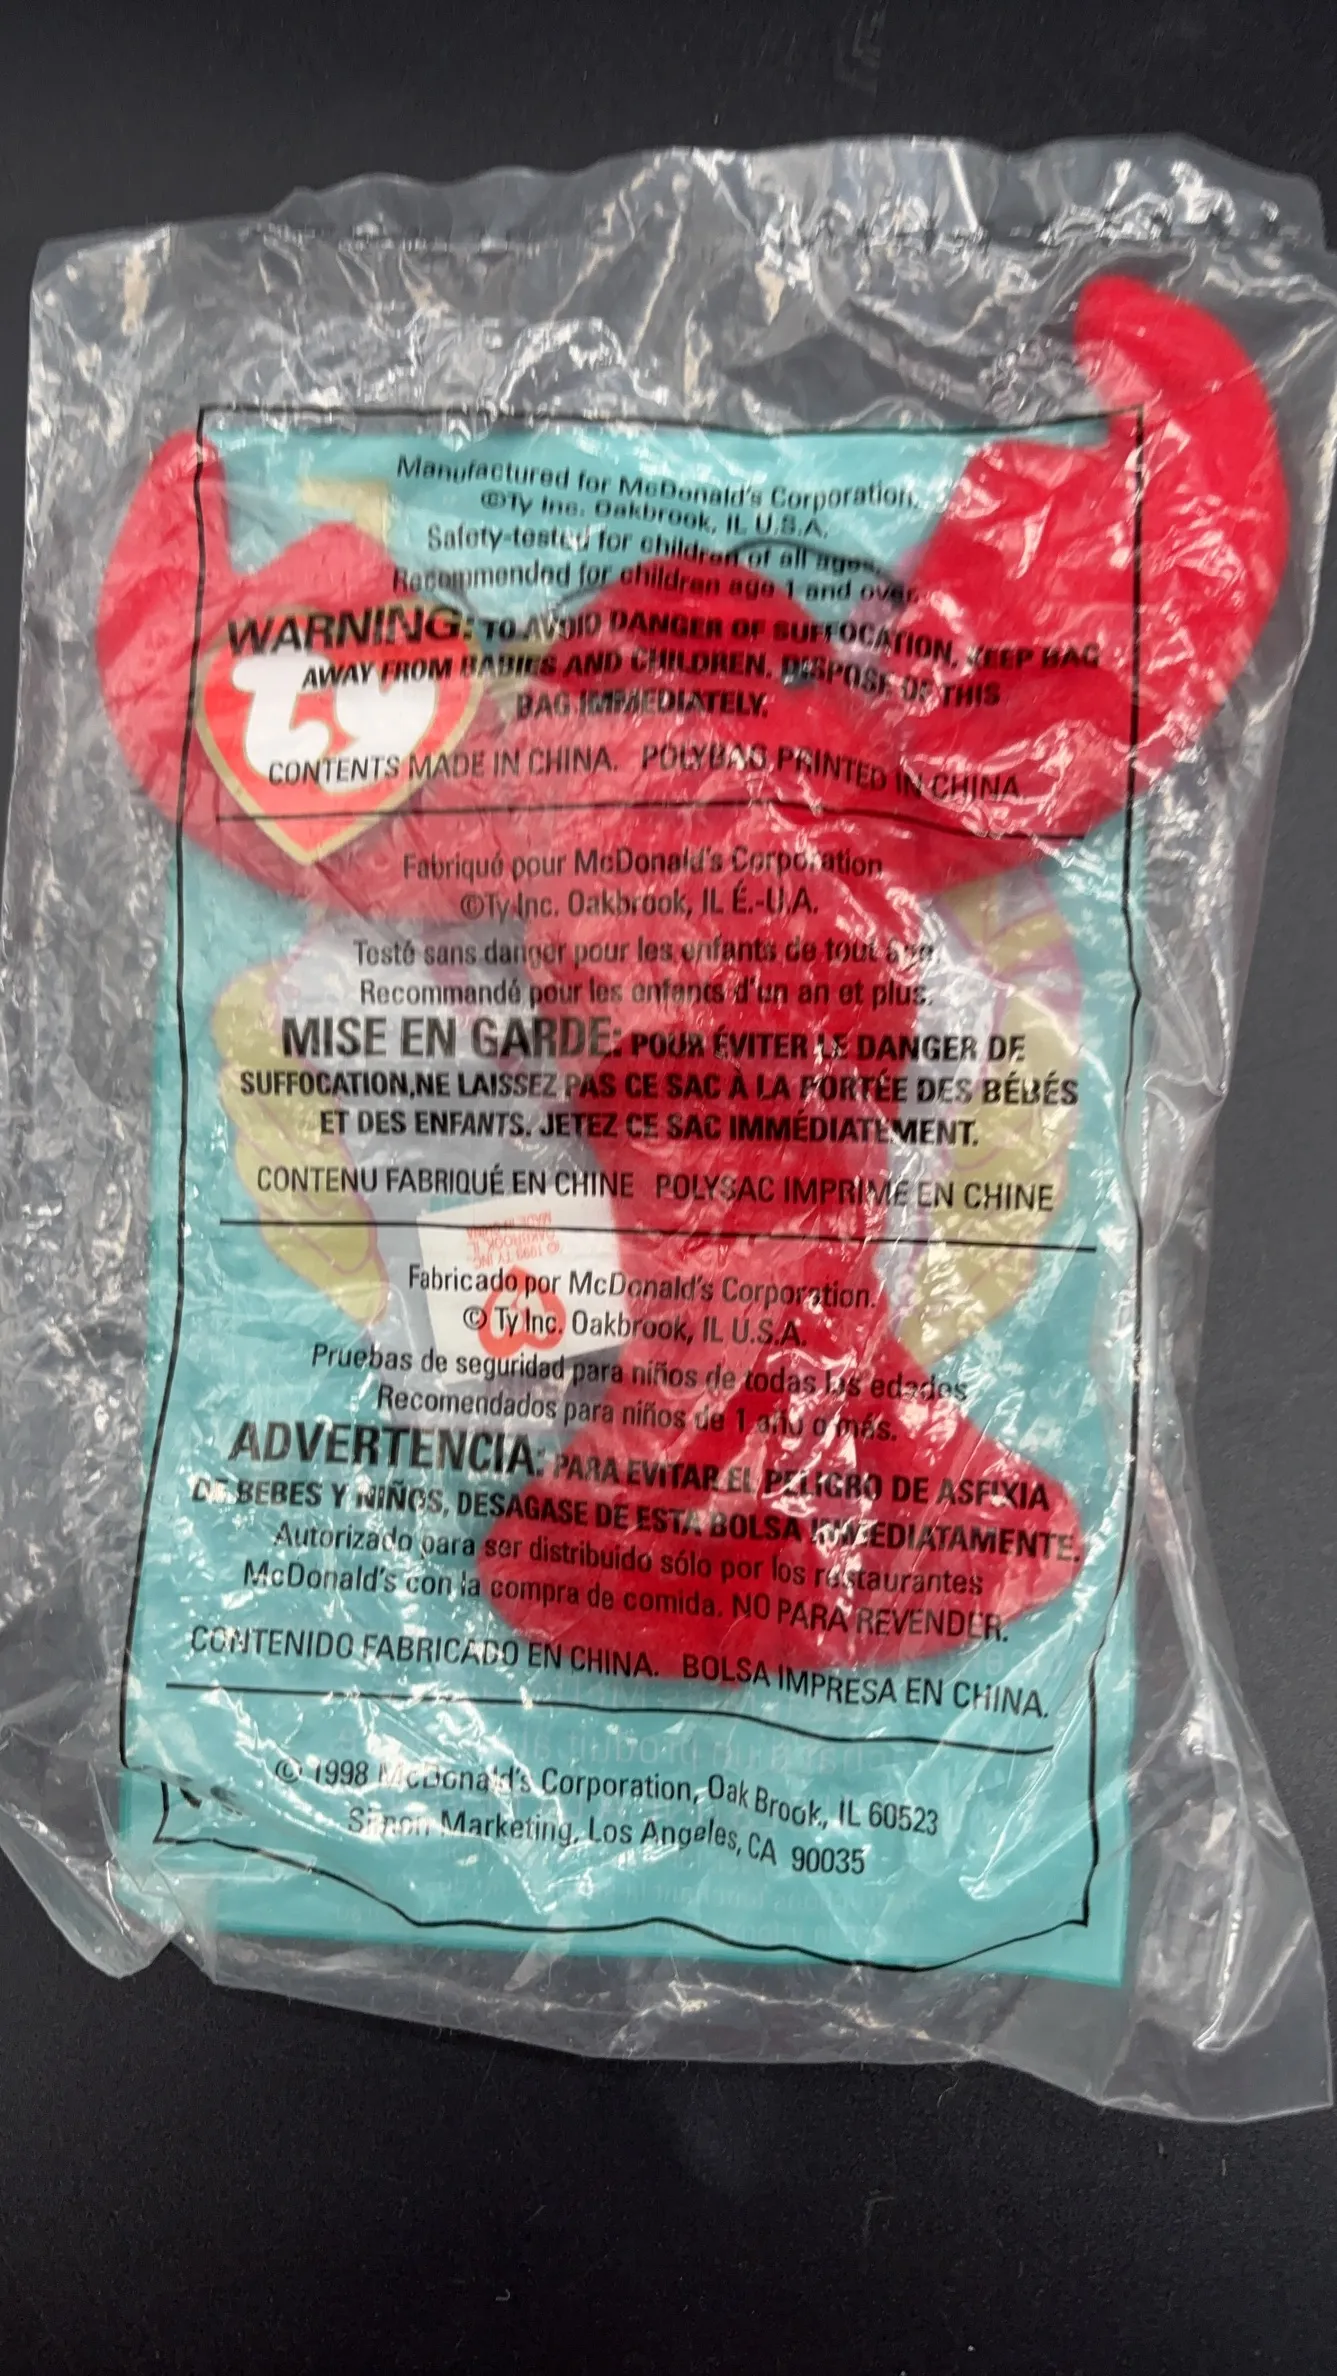 Manufactured for McDonald's Corporation.
©Ty Inc. Oakbrook, IL U.S.A.
Safety-tested for children of all ages.
Recommended for children age 1 and over.
WARNING: TO AVOID DANGER OF SUFFOCATION, KEEP BAG
AWAY FROM BABIES AND CHILDREN. DISPOSE OF THIS
BAG IMMEDIATELY.
ty
CONTENTS MADE IN CHINA. POLYBAG PRINTED IN CHINA
Fabriqué pour McDonald's Corporation
©Ty Inc. Oakbrook, IL É.-U.A.
Testé sans danger pour les enfants de tout âge.
Recommandé pour les enfants d'un an et plus.
MISE EN GARDE: POUR ÉVITER LE DANGER DE
SUFFOCATION,NE LAISSEZ PAS CE SAC À LA PORTÉE DES BÉBÉS
ET DES ENFANTS. JETEZ CE SAC IMMÉDIATEMENT.
CONTENU FABRIQUÉ EN CHINE POLYSAC IMPRIMÉ EN CHINE
Fabricado por McDonald's Corporation.
© Ty Inc. Oakbrook, IL U.S.A.
Pruebas de seguridad para niños de todas las edades
Recomendados para niños de 1 año o más.
ADVERTENCIA: PARA EVITAR EL PELIGRO DE ASFIXIA
DE BEBES Y NIÑOS, DESAGASE DE ESTA BOLSA INMEDIATAMENTE.
Autorizado para ser distribuido sólo por los restaurantes
McDonald's con la compra de comida. NO PARA REVENDER.
CONTENIDO FABRICADO EN CHINA. BOLSA IMPRESA EN CHINA.
© 1998 McDonald's Corporation, Oak Brook, IL 60523
Simon Marketing, Los Angeles, CA 90035